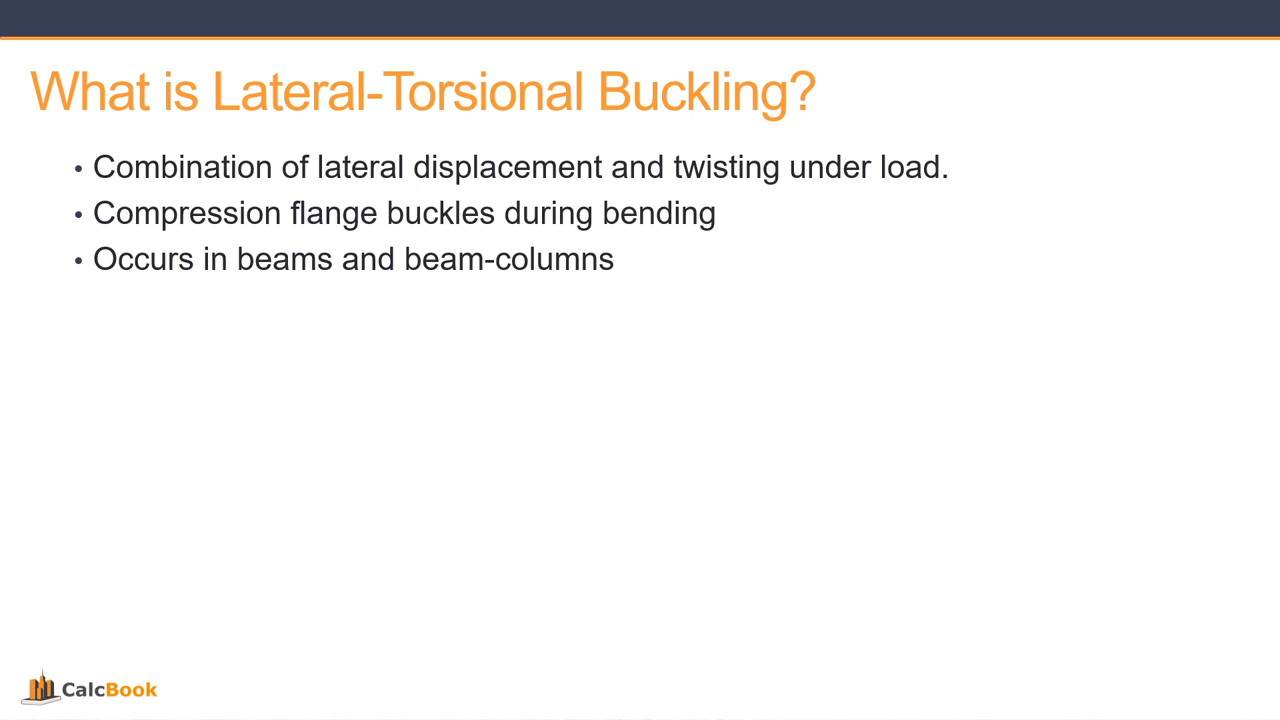 What is Lateral-Torsional Buckling?
• Combination of lateral displacement and twisting under load.
• Compression flange buckles during bending
• Occurs in beams and beam-columns
CalcBook